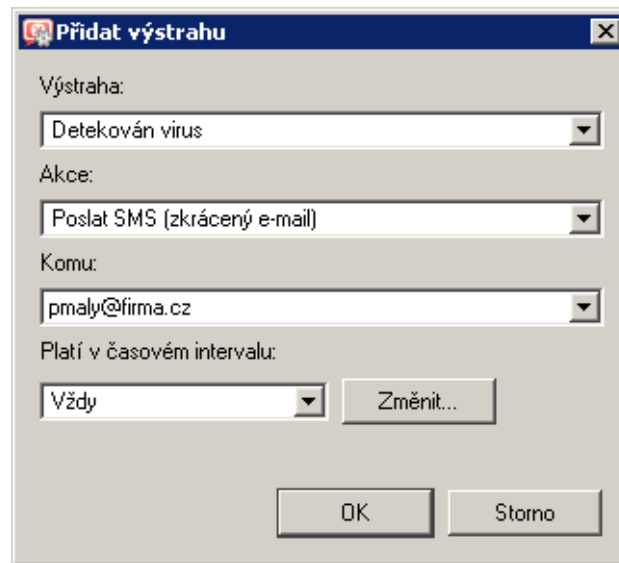 Přidat výstrahu
Výstraha:
Detekován virus
Akce:
Poslat SMS (zkrácený e-mail)
Komu:
pmaly@firma.cz
Platí v časovém intervalu:
Vždy
Změnit...
OK
Storno